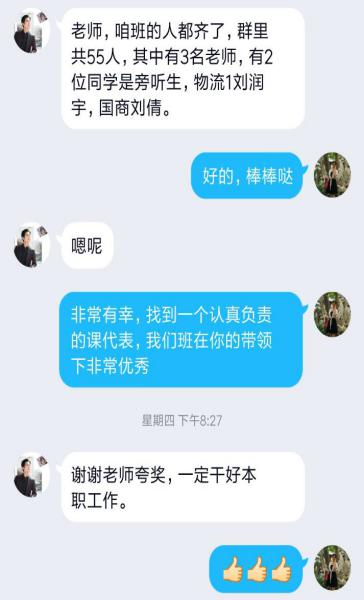 老师，咱班的人都齐了，群里
共55人，其中有3名老师，有2
位同学是旁听生，物流1刘润
宇，国商刘倩。
好的，棒棒哒
嗯呢
非常有幸，找到一个认真负责
的课代表，我们班在你的带领
下非常优秀
星期四 下午8:27
谢谢老师夸奖，一定干好本
职工作。